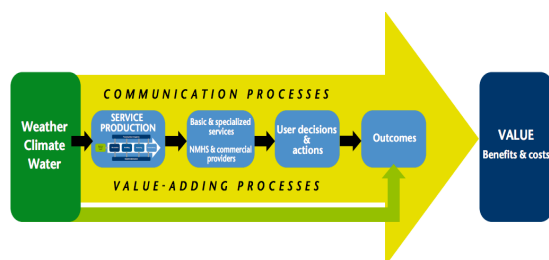 COMMUNICATION PROCESSES
Weather
Climate
Water
SERVICE
PRODUCTION
Basic & specialized
services
NMHS & commercial
providers
User decisions
&
actions
Outcomes
VALUE
Benefits & costs
VALUE-ADDING PROCESSES